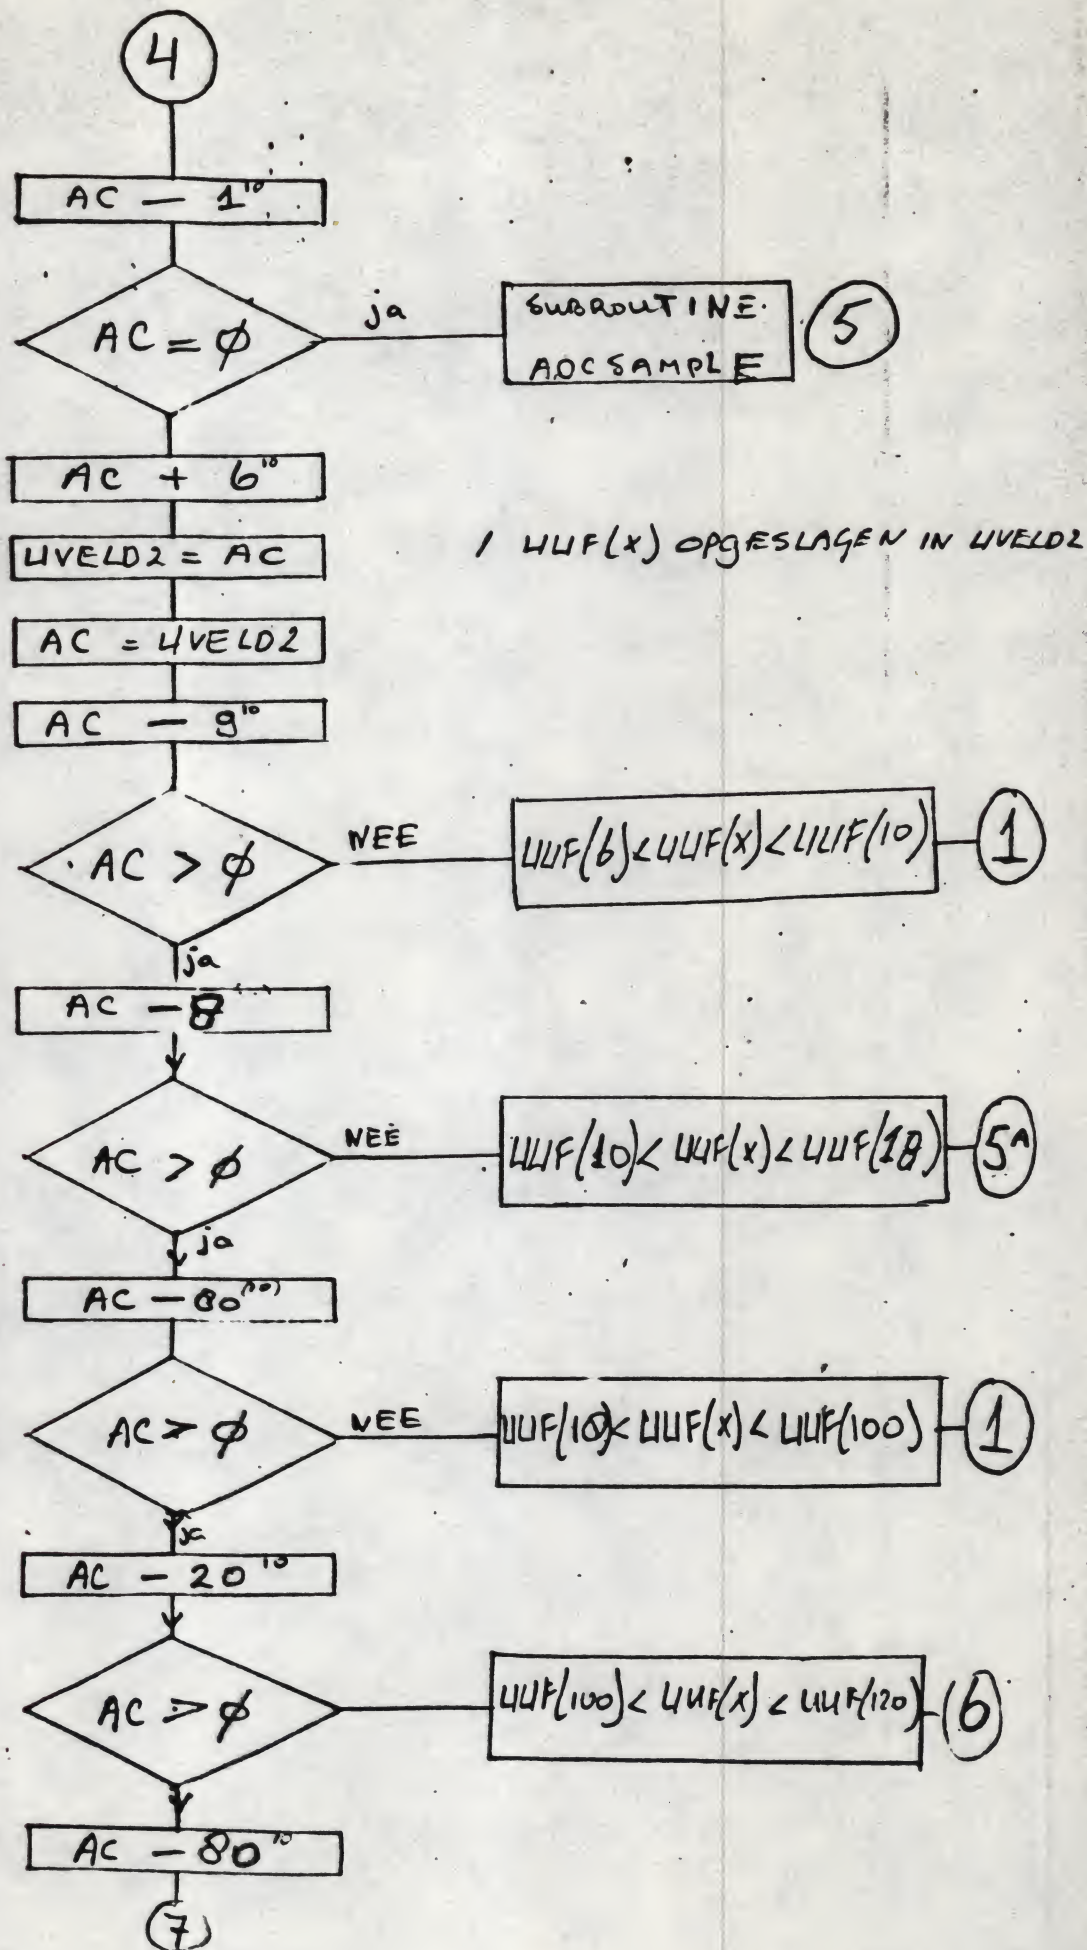 4
AC — 1¹⁰
AC = ∅
ja
SUBROUTINE.
ADCSAMPLE
5
AC + 6¹⁰
UVELD2 = AC
/ UUF(x) OPGESLAGEN IN UVELD2
AC = UVELD2
AC — 9¹⁰
AC > ∅
NEE
UUF(6)<UUF(x)<UUF(10)
1
ja
AC — 8
AC > ∅
NEE
UUF(10)< UUF(x)< UUF(18)
5A
ja
AC — 80⁽¹⁰⁾
AC > ∅
NEE
UUF(18)< UUF(x)< UUF(100)
1
ja
AC — 20¹⁰
AC > ∅
UUF(100)< UUF(x)< UUF(120)
6
AC — 80¹⁰
7